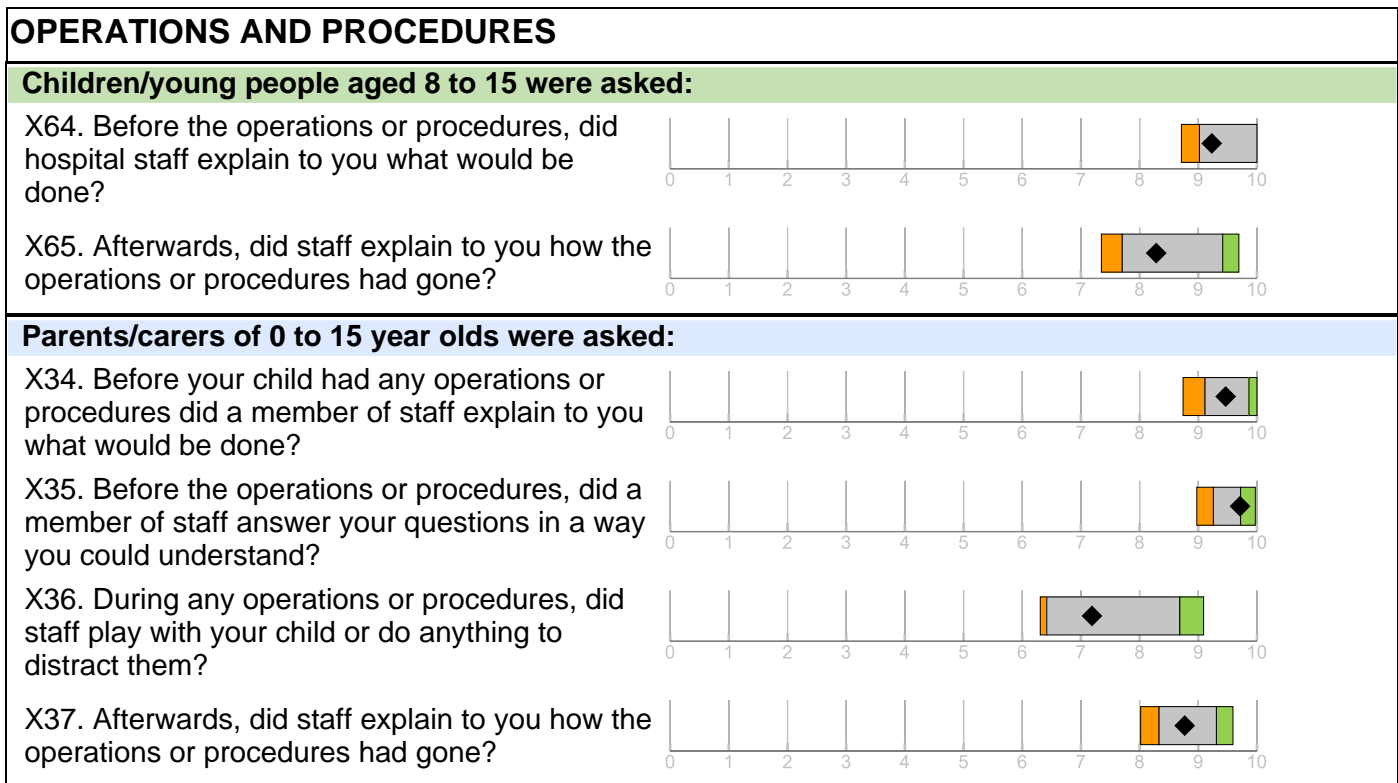 OPERATIONS AND PROCEDURES
Children/young people aged 8 to 15 were asked:
X64. Before the operations or procedures, did
hospital staff explain to you what would be
done?
0 1 2 3 4 5 6 7 8 9 10
X65. Afterwards, did staff explain to you how the
operations or procedures had gone?
0 1 2 3 4 5 6 7 8 9 10
Parents/carers of 0 to 15 year olds were asked:
X34. Before your child had any operations or
procedures did a member of staff explain to you
what would be done?
0 1 2 3 4 5 6 7 8 9 10
X35. Before the operations or procedures, did a
member of staff answer your questions in a way
you could understand?
0 1 2 3 4 5 6 7 8 9 10
X36. During any operations or procedures, did
staff play with your child or do anything to
distract them?
0 1 2 3 4 5 6 7 8 9 10
X37. Afterwards, did staff explain to you how the
operations or procedures had gone?
0 1 2 3 4 5 6 7 8 9 10